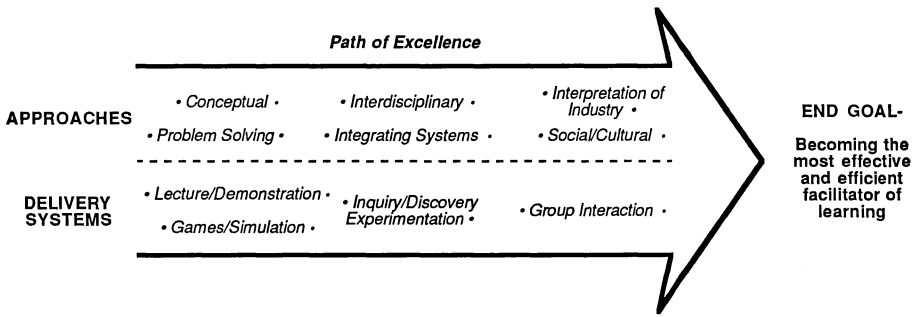 Path of Excellence
APPROACHES
• Conceptual •
• Interdisciplinary •
• Interpretation of
Industry •
• Problem Solving •
• Integrating Systems •
• Social/Cultural •
DELIVERY
SYSTEMS
• Lecture/Demonstration •
• Games/Simulation •
• Inquiry/Discovery
Experimentation •
• Group Interaction •
END GOAL-
Becoming the
most effective
and efficient
facilitator of
learning